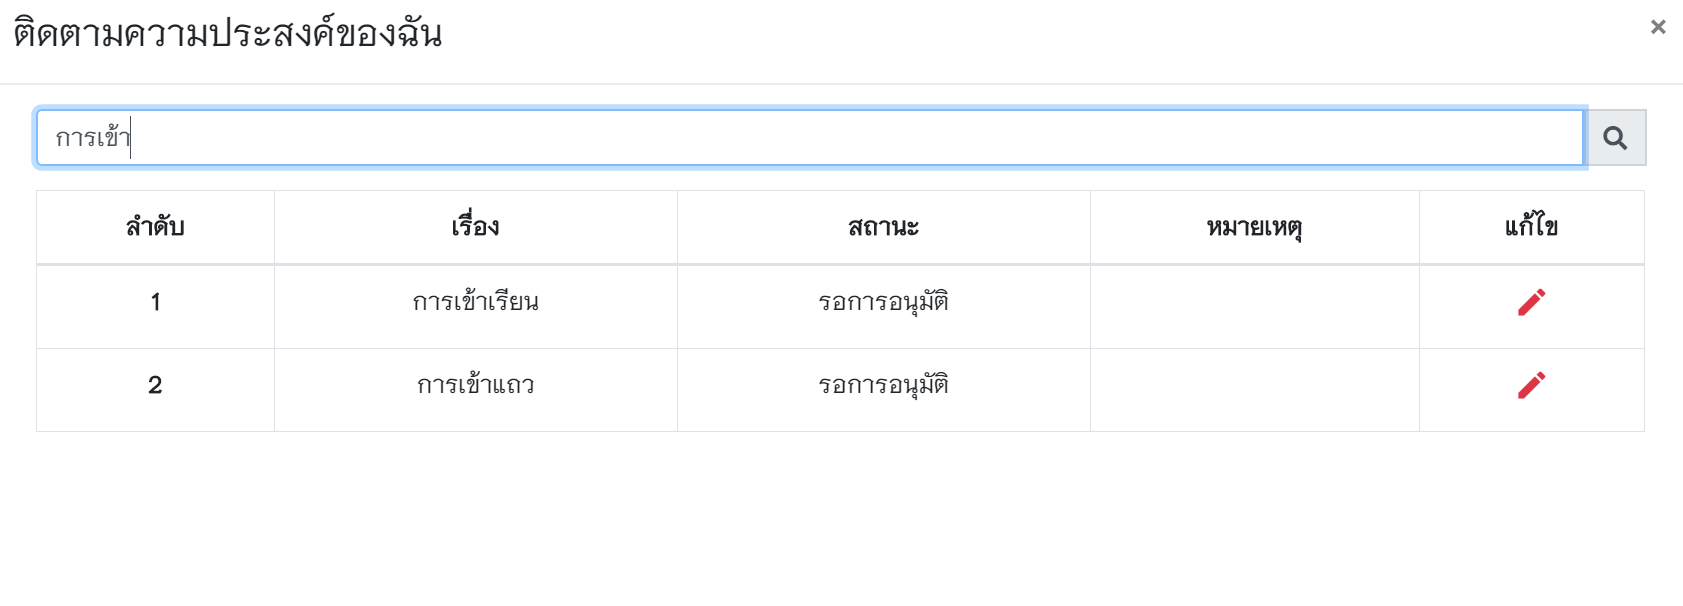 ติดตามความประสงค์ของฉัน ×
การเข้า
ลำดับ เรื่อง สถานะ หมายเหตุ แก้ไข
1 การเข้าเรียน รอการอนุมัติ
2 การเข้าแถว รอการอนุมัติ